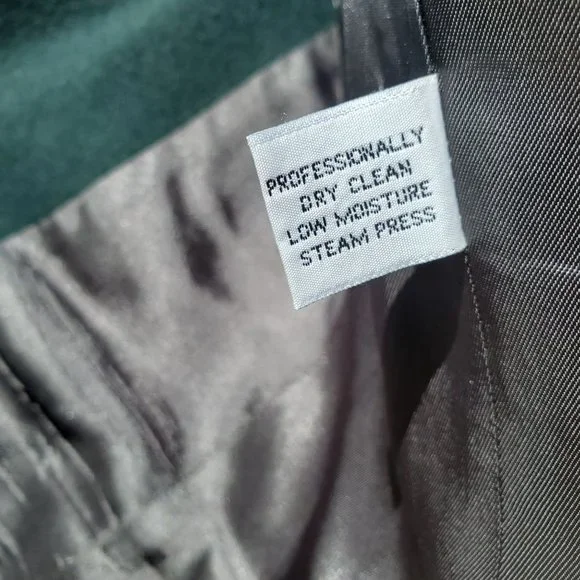 PROFESSIONALLY
DRY CLEAN
LOW MOISTURE
STEAM PRESS